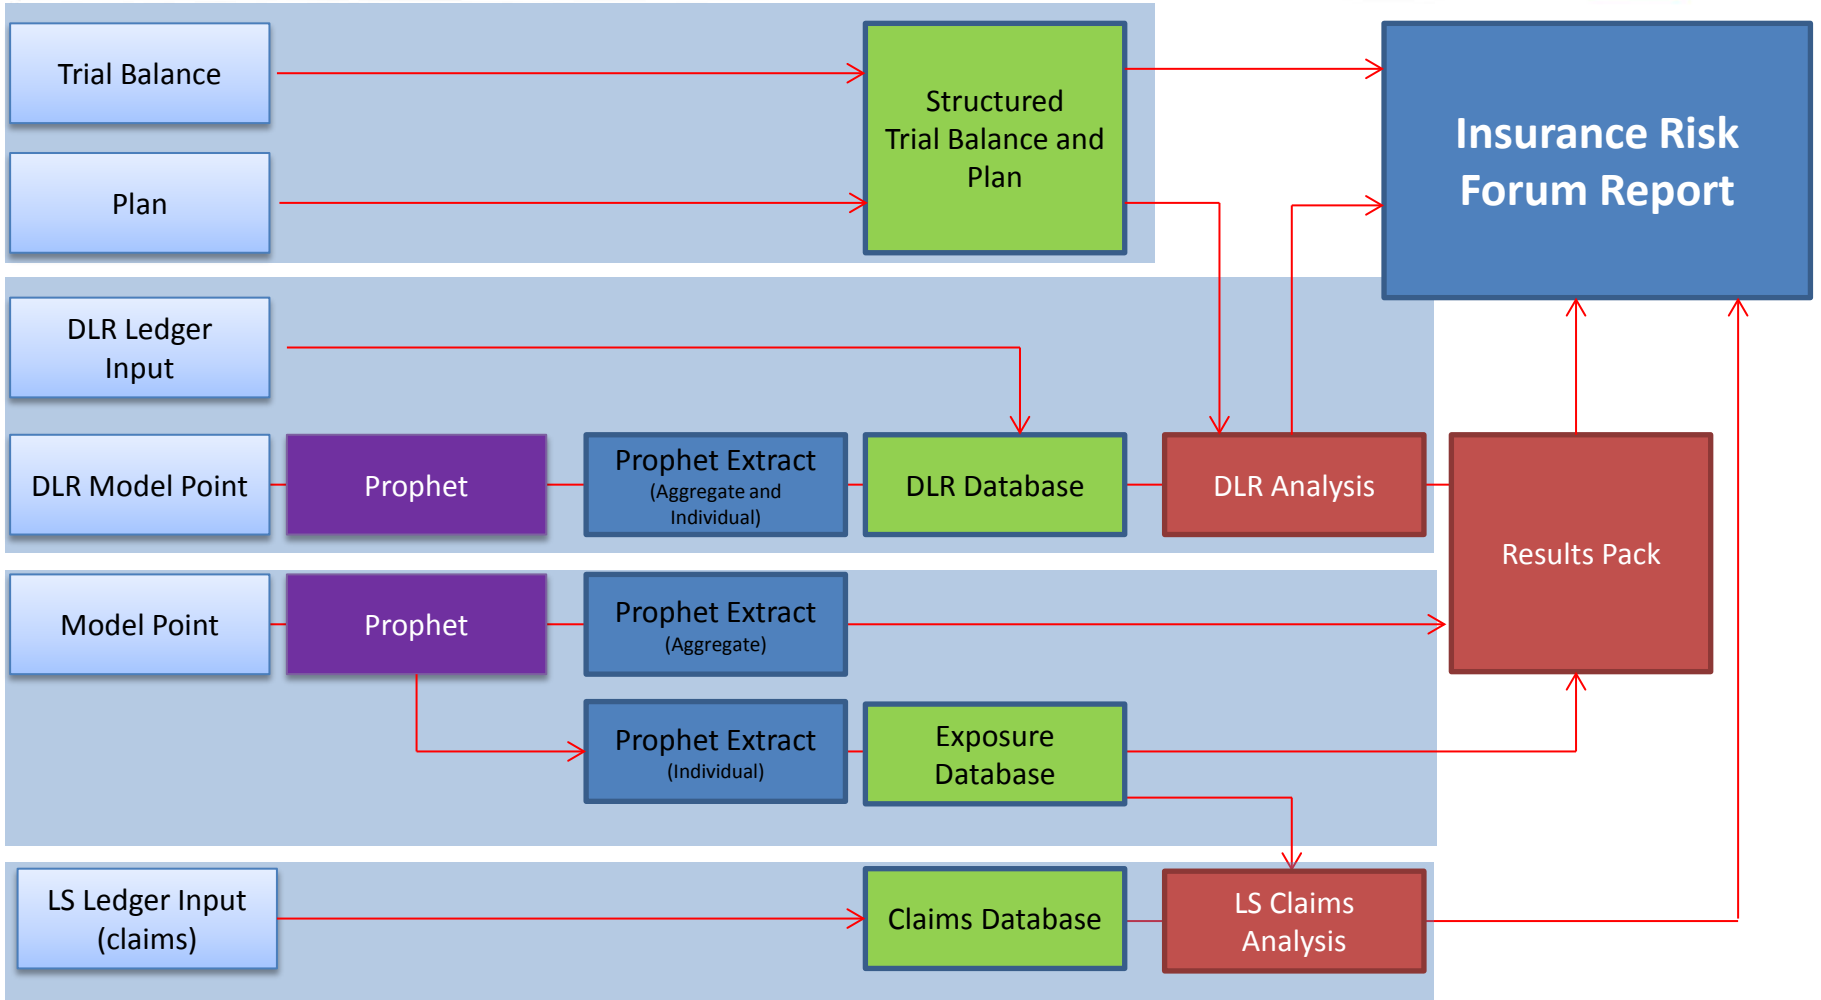 Trial Balance
Plan
Structured
Trial Balance and
Plan
Insurance Risk
Forum Report
DLR Ledger
Input
DLR Model Point
Prophet
Prophet Extract
(Aggregate and
Individual)
DLR Database
DLR Analysis
Results Pack
Model Point
Prophet
Prophet Extract
(Aggregate)
Prophet Extract
(Individual)
Exposure
Database
LS Ledger Input
(claims)
Claims Database
LS Claims
Analysis